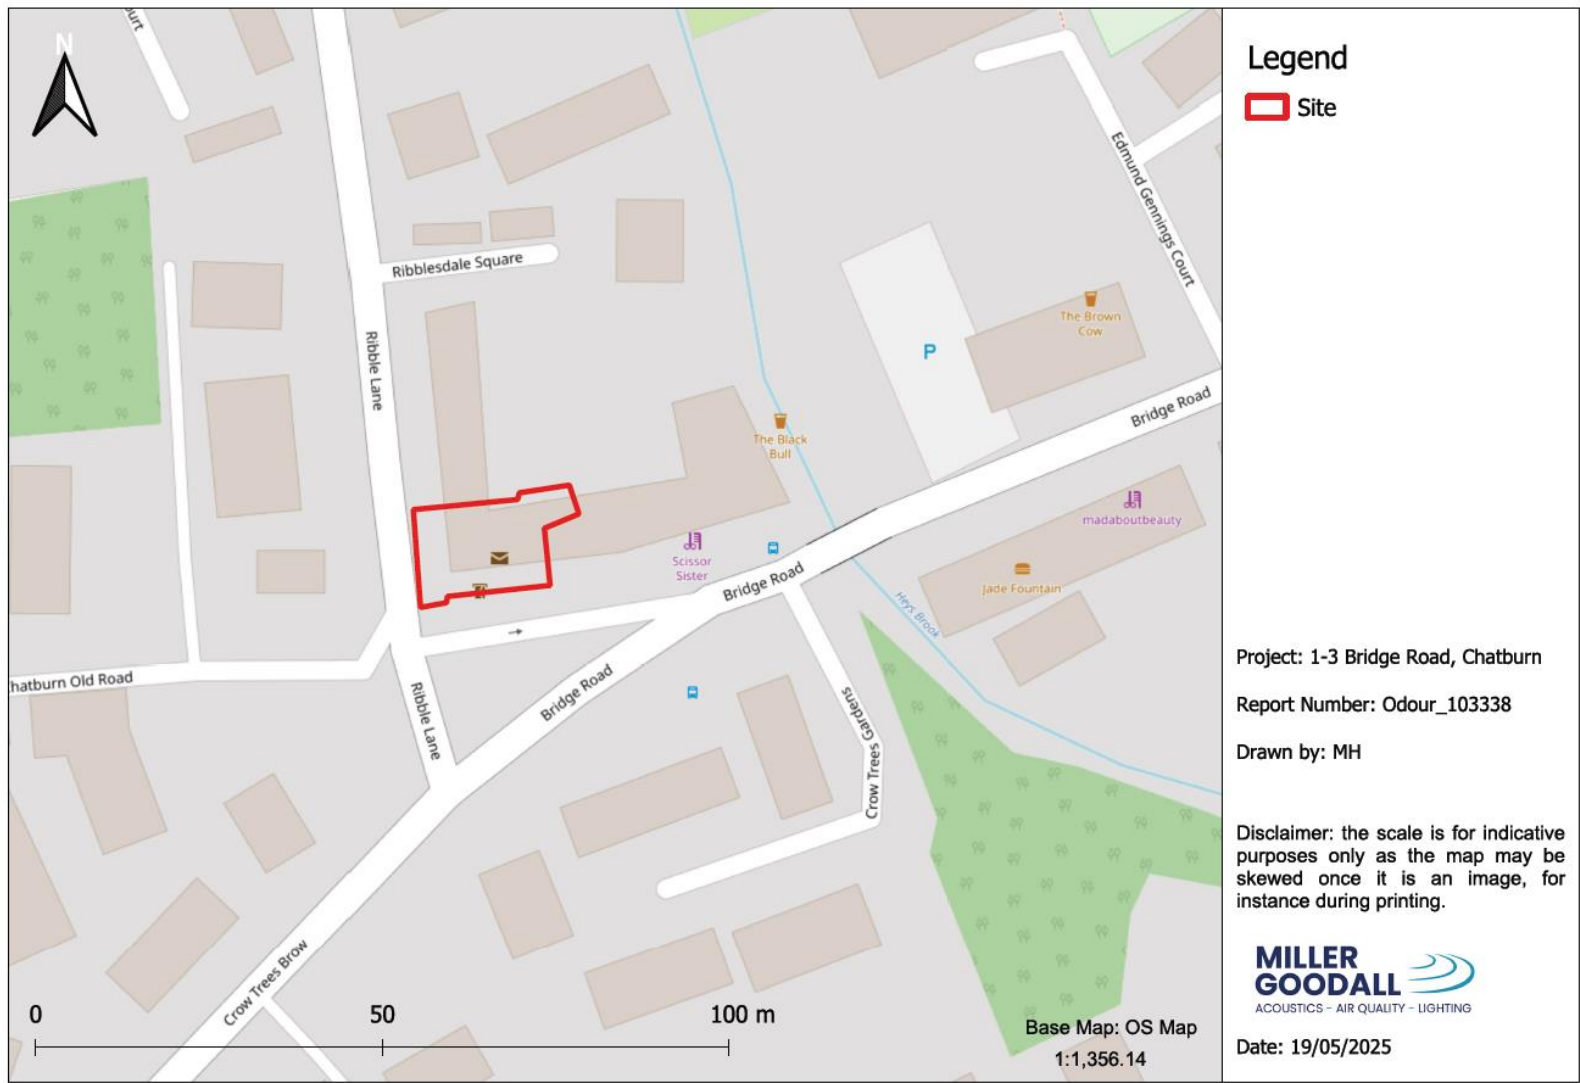 ourt
N
Edmund Gennings Court
Ribblesdale Square
Ribble Lane
The Brown
Cow
P
Bridge Road
The Black
Bull
madaboutbeauty
Scissor
Sister
Bridge Road
Jade Fountain
Heys Brook
hatburn Old Road
Ribble Lane
Bridge Road
Crow Trees Gardens
Crow Trees Brow
0 50 100 m
Base Map: OS Map
1:1,356.14
Legend
Site
Project: 1-3 Bridge Road, Chatburn
Report Number: Odour_103338
Drawn by: MH
Disclaimer: the scale is for indicative
purposes only as the map may be
skewed once it is an image, for
instance during printing.
MILLER
GOODALL
ACOUSTICS - AIR QUALITY - LIGHTING
Date: 19/05/2025